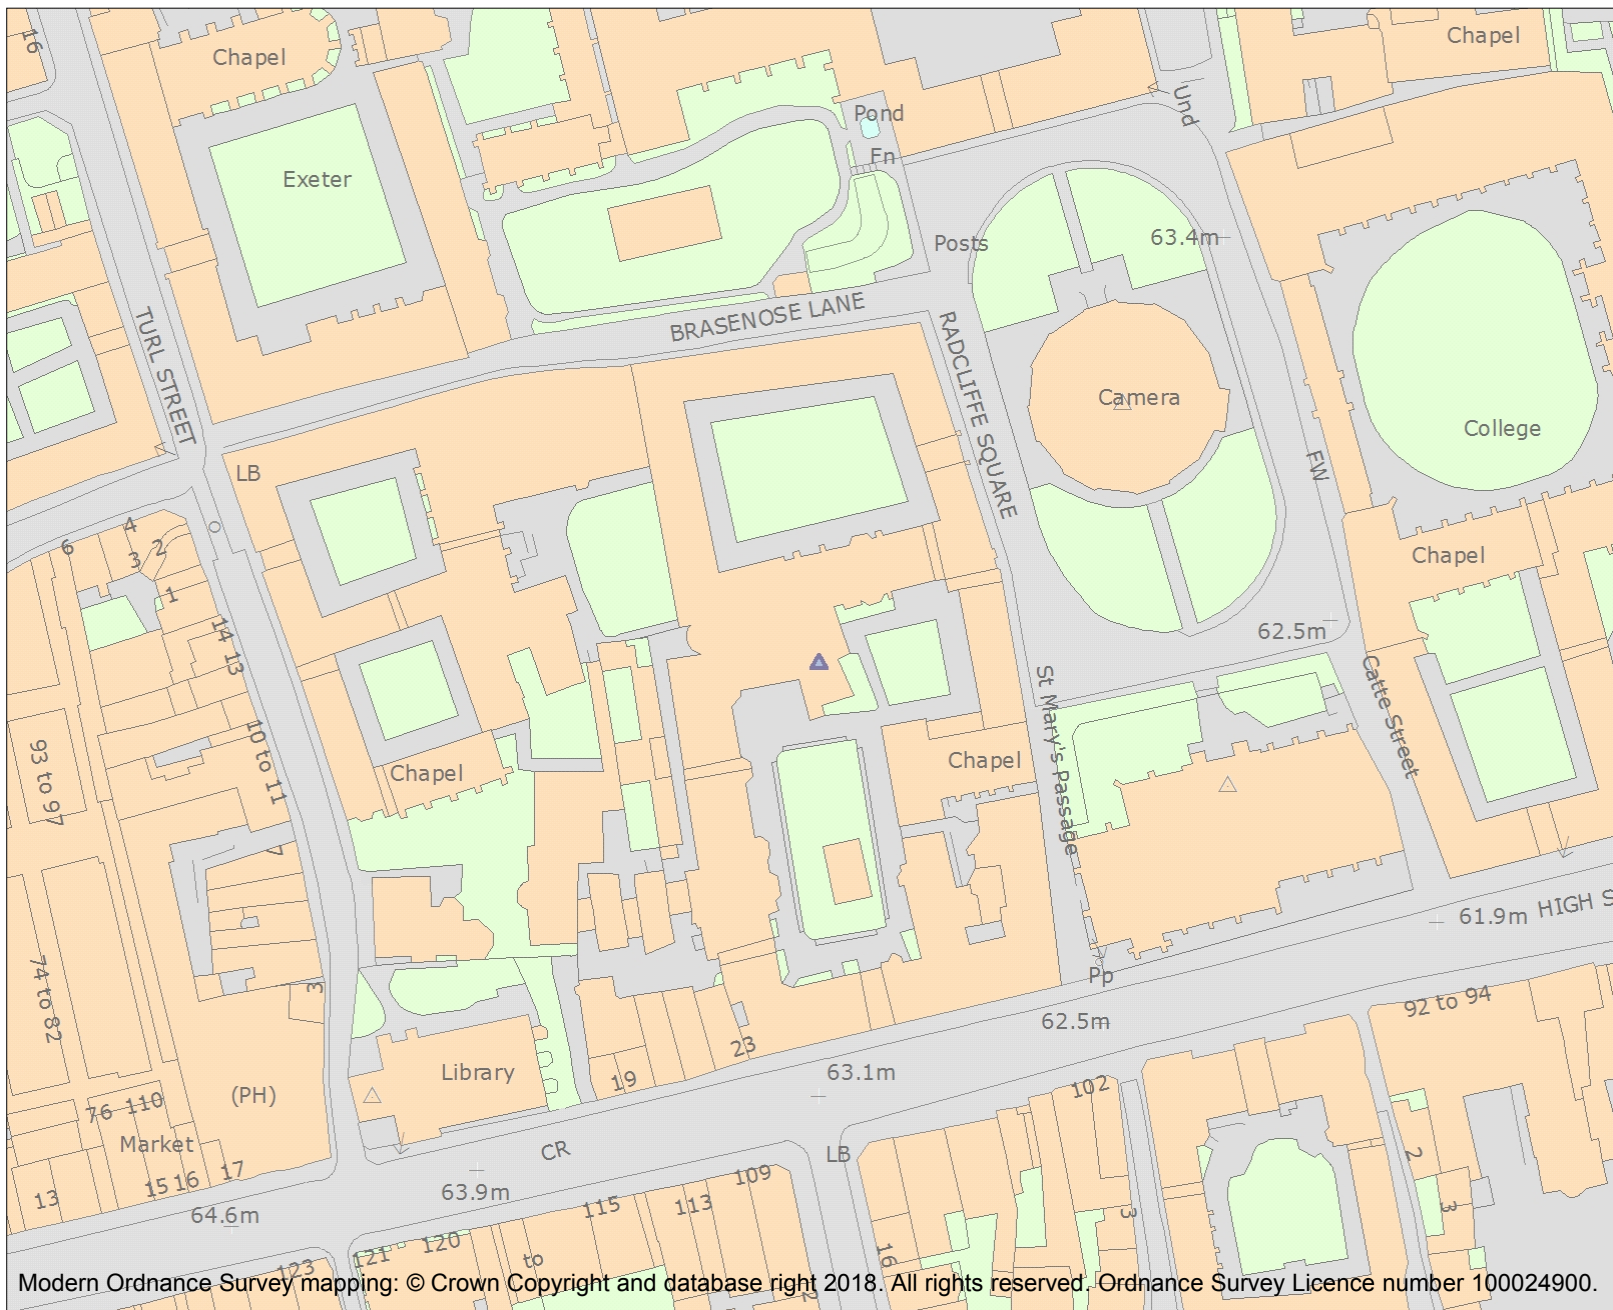 16
Chapel
Chapel
Und
Pond
Fn
Exeter
Posts
63.4m
TURL STREET
BRASENOSE LANE
RADCLIFFE SQUARE
Camera
College
FW
LB
4
6
3
2
1
Chapel
14
13
62.5m
Catte Street
St Mary's Passage
93 to 97
10 to 11
Chapel
Chapel
7
61.9m
HIGH S
74 to 82
3
Pp
92 to 94
62.5m
23
Library
19
63.1m
102
(PH)
76
110
Market
CR
LB
2
17
15
16
13
109
63.9m
115
113
3
3
64.6m
120
121
123
16
Modern Ordnance Survey mapping: © Crown Copyright and database right 2018. All rights reserved. Ordnance Survey Licence number 100024900.